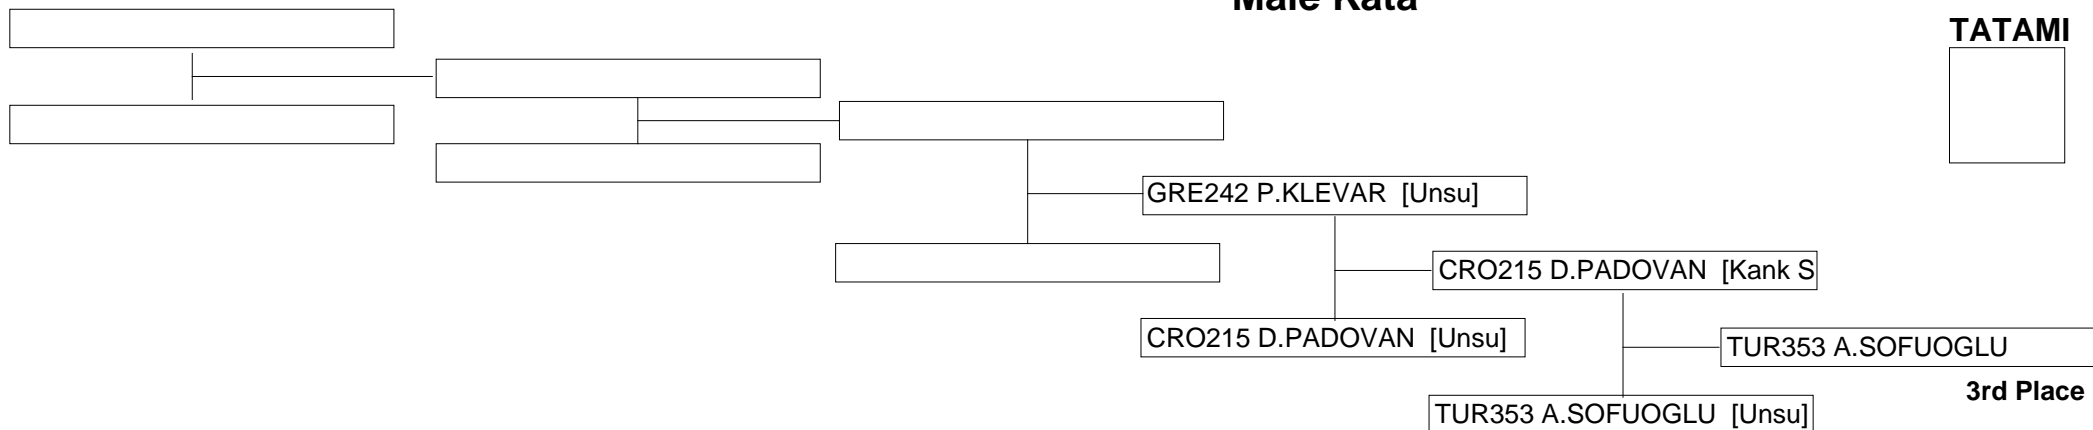 Male Kata
TATAMI
GRE242 P.KLEVAR [Unsu]
CRO215 D.PADOVAN [Kank S
CRO215 D.PADOVAN [Unsu]
TUR353 A.SOFUOGLU
3rd Place
TUR353 A.SOFUOGLU [Unsu]